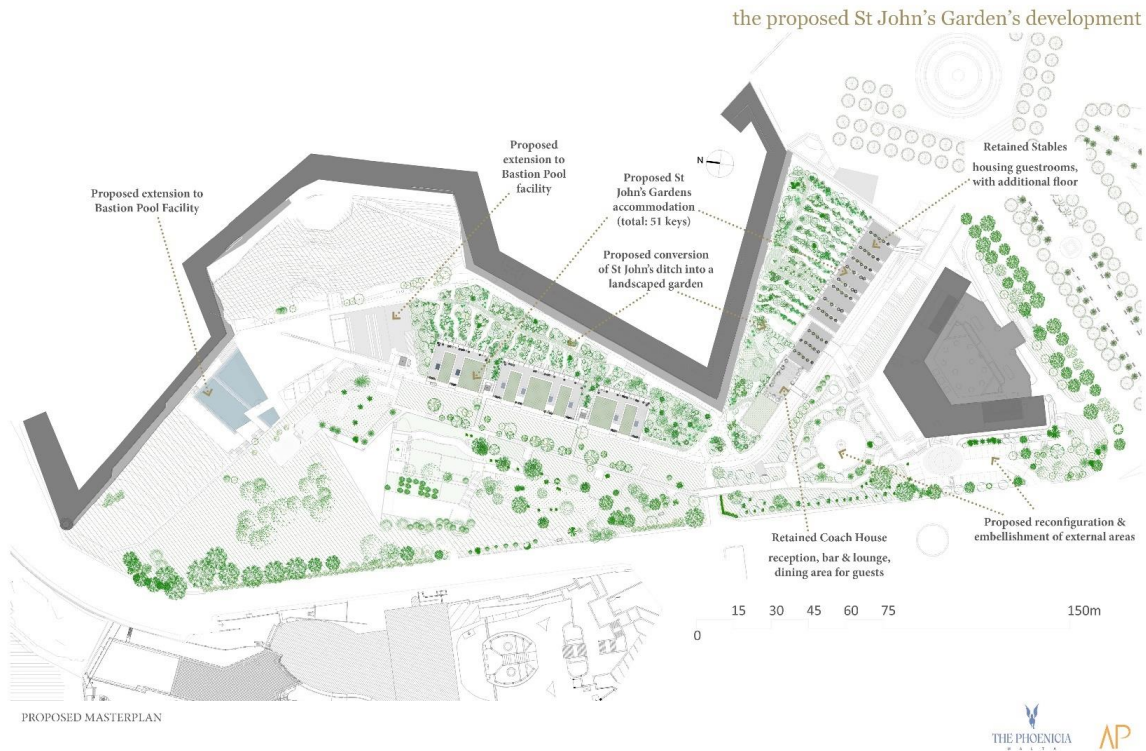 the proposed St John's Garden's development
Proposed
extension to
Bastion Pool
facility
Proposed extension to
Bastion Pool Facility
Proposed St
John's Gardens
accommodation
(total: 51 keys)
Proposed conversion
of St John's ditch into a
landscaped garden
N
Retained Stables
housing guestrooms,
with additional floor
Retained Coach House
reception, bar & lounge,
dining area for guests
Proposed reconfiguration &
embellishment of external areas
15 30 45 60 75 150m
0
PROPOSED MASTERPLAN
THE PHOENICIA
MALTA
AP